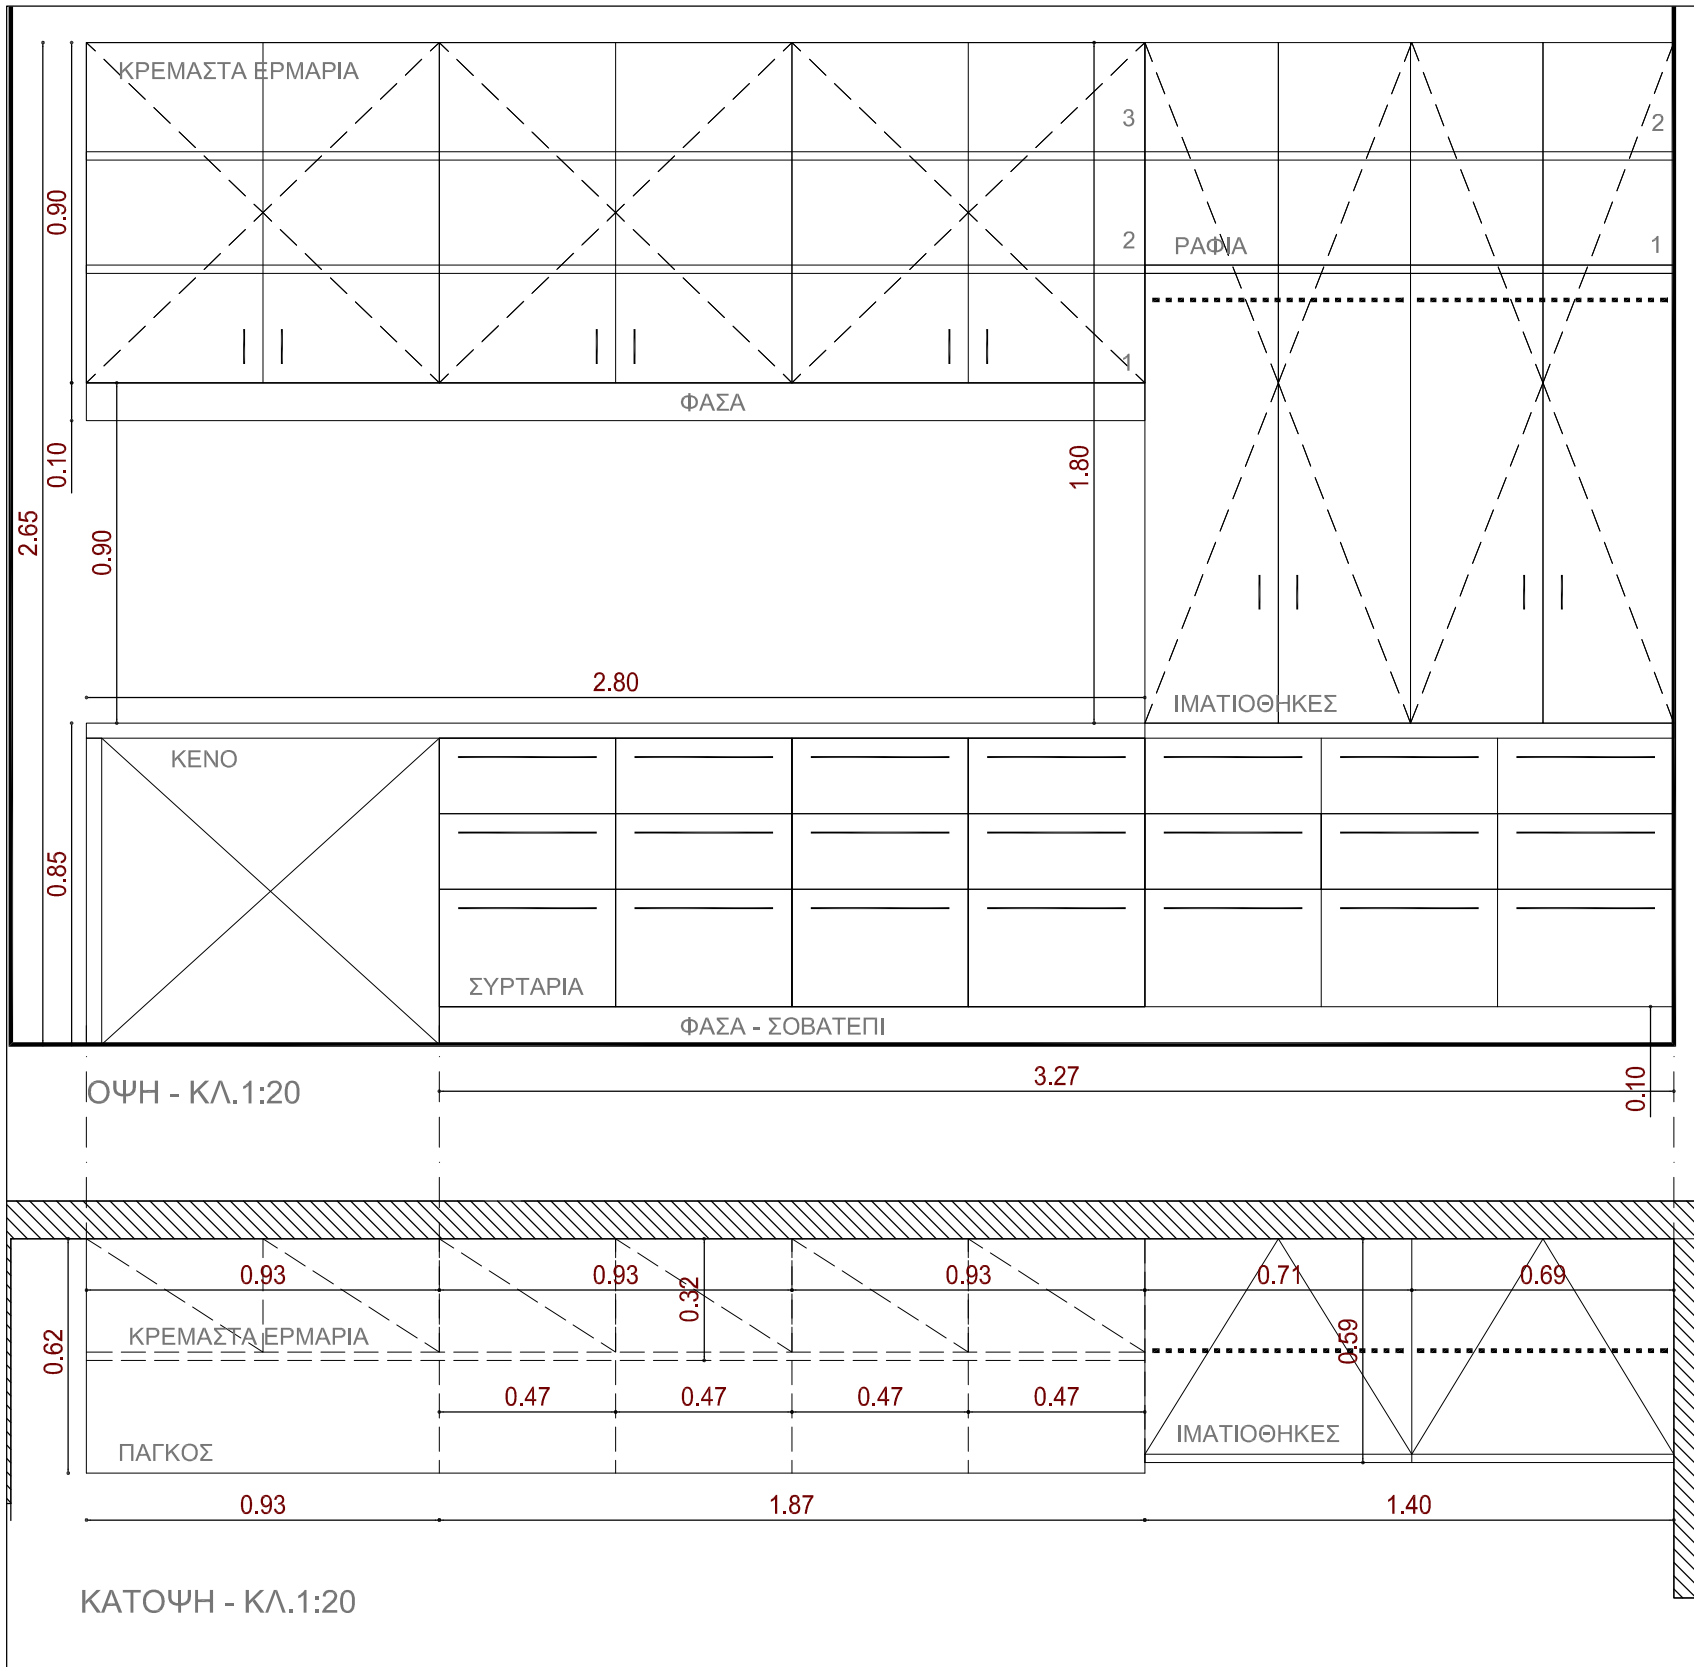 ΚΡΕΜΑΣΤΑ ΕΡΜΑΡΙΑ
3
2
0.90
2
ΡΑΦΙΑ
1
1
ΦΑΣΑ
0.10
1.80
2.65
0.90
2.80
ΙΜΑΤΙΟΘΗΚΕΣ
ΚΕΝΟ
0.85
ΣΥΡΤΑΡΙΑ
ΦΑΣΑ - ΣΟΒΑΤΕΠΙ
ΟΨΗ - ΚΛ.1:20
3.27
0.10
0.93
0.93
0.93
0.71
0.69
0.32
ΚΡΕΜΑΣΤΑ ΕΡΜΑΡΙΑ
0.62
0.59
0.47
0.47
0.47
0.47
ΙΜΑΤΙΟΘΗΚΕΣ
ΠΑΓΚΟΣ
0.93
1.87
1.40
ΚΑΤΟΨΗ - ΚΛ.1:20